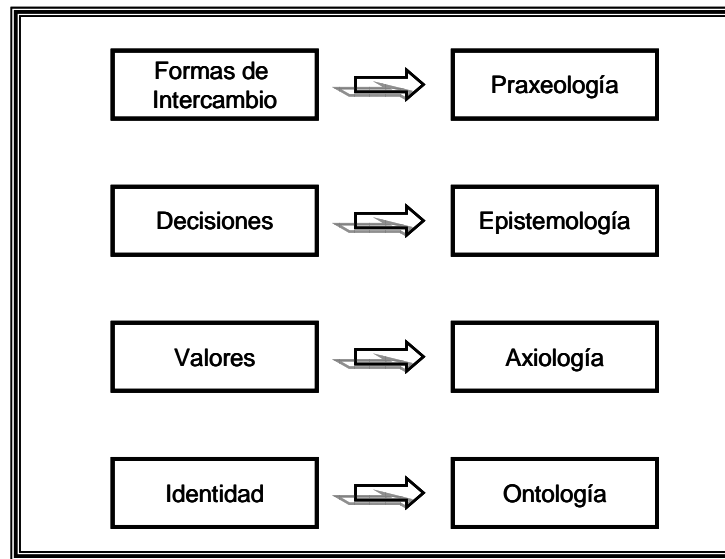 Formas de
Intercambio
Praxeología
Decisiones
Epistemología
Valores
Axiología
Identidad
Ontología